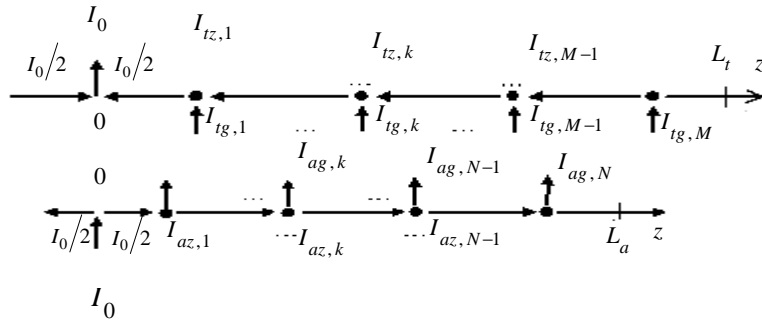 I_0
I_{tz,1}
I_{tz,k}
I_{tz,M-1}
I_0/2 I_0/2 ... ... L_t z
0 I_{tg,1} ... I_{tg,k} ... I_{tg,M-1} I_{tg,M}
0 I_{ag,k} I_{ag,N-1} I_{ag,N}
... ...
I_0/2 I_0/2 I_{az,1} ... I_{az,k} ... I_{az,N-1} L_a z
I_0